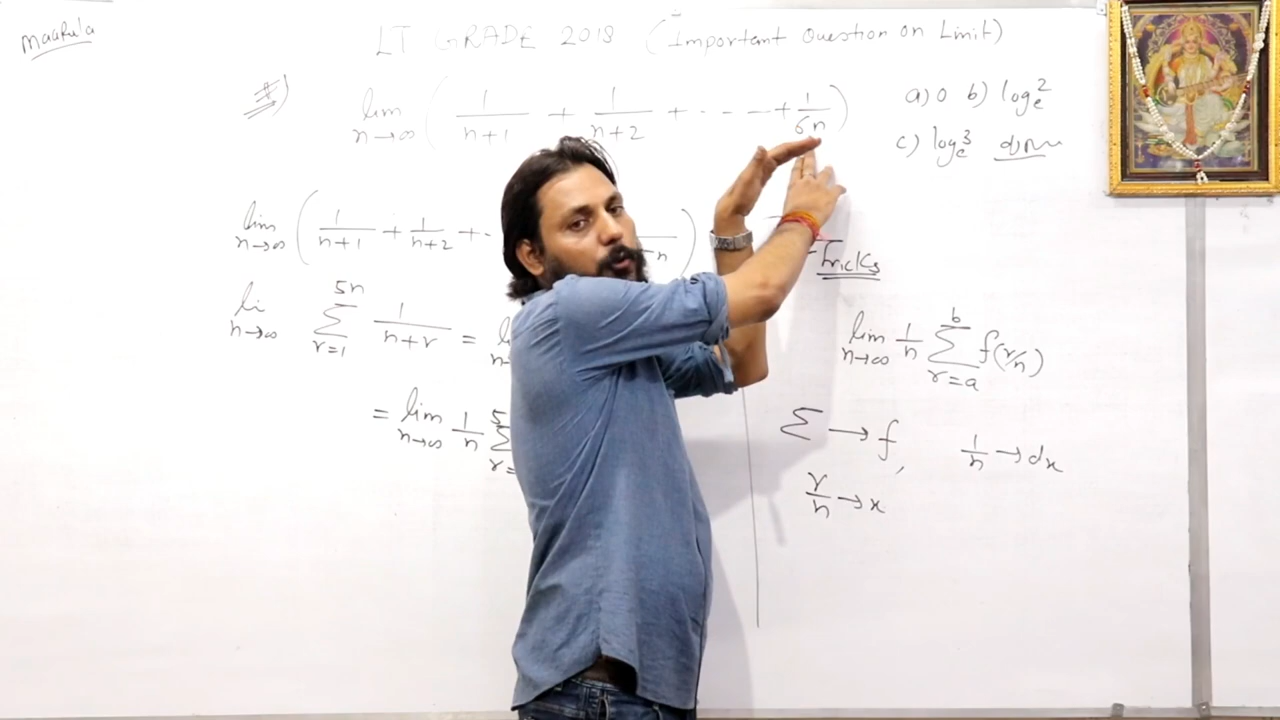 Maarula
LT GRADE 2018 (Important Question on Limit)
#) lim n→∞ ( 1/(n+1) + 1/(n+2) + - - - - + 1/6n ) a) 0 b) log_e^2
c) log_e^3
lim n→∞ ( 1/(n+1) + 1/(n+2) + - n )
Tricks
li n→∞ Σ_{r=1}^{5n} 1/(n+r) =
lim n→∞ 1/n Σ_{r=a}^{b} f(r/n)
= lim n→∞ 1/n Σ
Σ → ∫, 1/n → dx
r/n → x